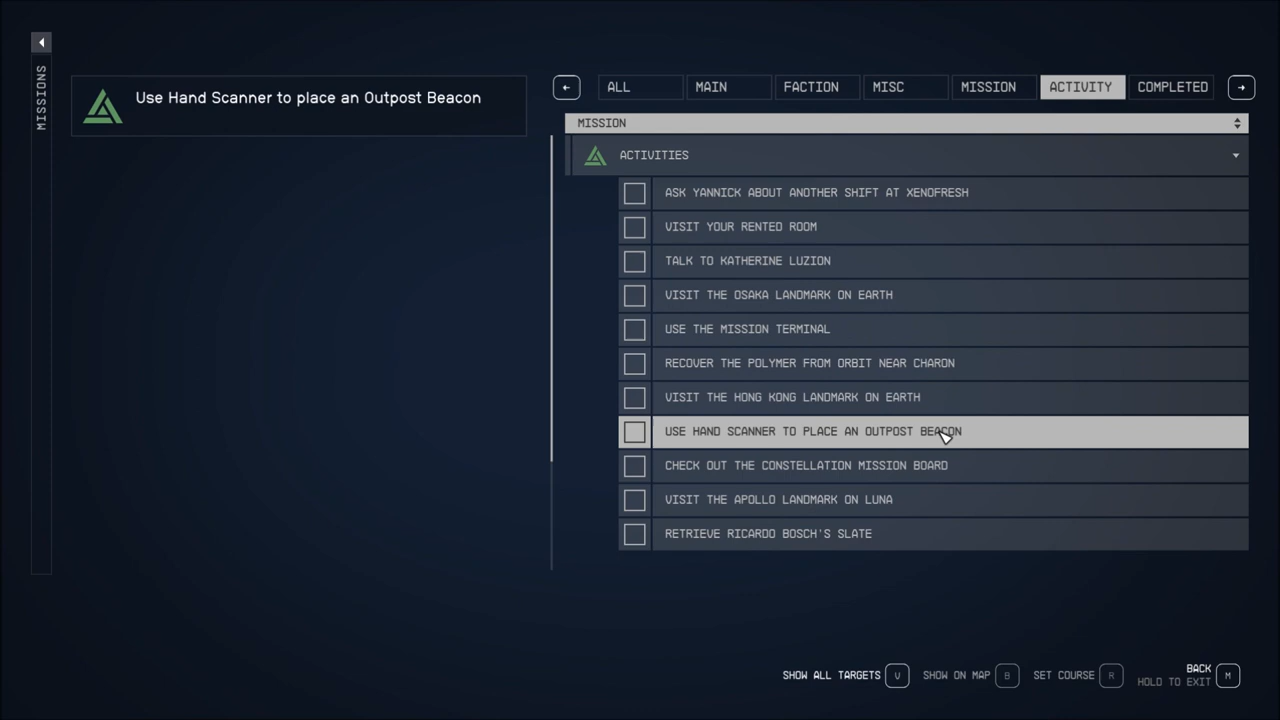 MISSIONS
Use Hand Scanner to place an Outpost Beacon
ALL
MAIN
FACTION
MISC
MISSION
ACTIVITY
COMPLETED
MISSION
ACTIVITIES
ASK YANNICK ABOUT ANOTHER SHIFT AT XENOFRESH
VISIT YOUR RENTED ROOM
TALK TO KATHERINE LUZION
VISIT THE OSAKA LANDMARK ON EARTH
USE THE MISSION TERMINAL
RECOVER THE POLYMER FROM ORBIT NEAR CHARON
VISIT THE HONG KONG LANDMARK ON EARTH
USE HAND SCANNER TO PLACE AN OUTPOST BEACON
CHECK OUT THE CONSTELLATION MISSION BOARD
VISIT THE APOLLO LANDMARK ON LUNA
RETRIEVE RICARDO BOSCH'S SLATE
SHOW ALL TARGETS V
SHOW ON MAP B
SET COURSE R
BACK M
HOLD TO EXIT